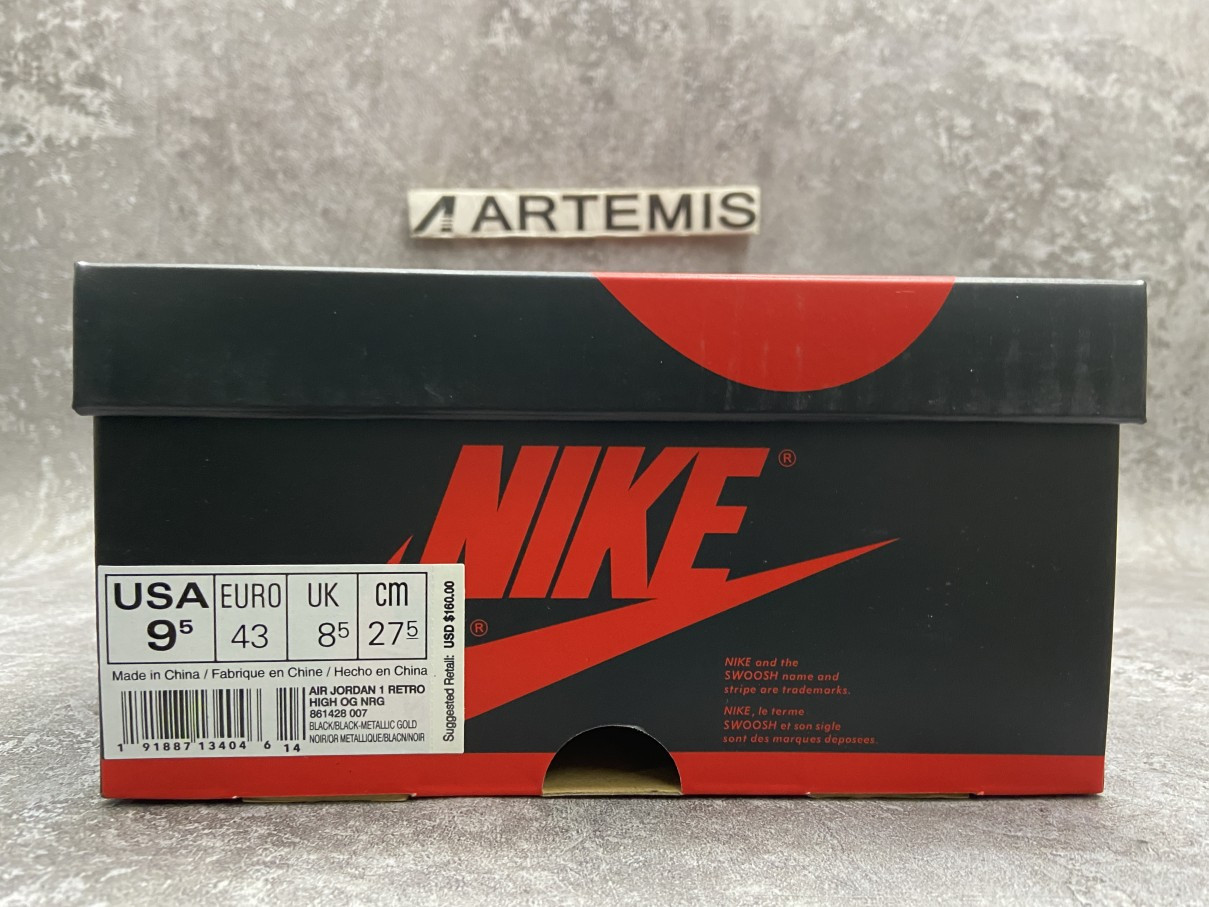 ARTEMIS
NIKE ®
USA EURO UK cm
9⁵ 43 8⁵ 27⁵
Suggested Retail: USD $160.00
®
Made in China / Fabrique en Chine / Hecho en China
AIR JORDAN 1 RETRO
HIGH OG NRG
861428 007
BLACK/BLACK-METALLIC GOLD
NOIR/OR METALLIQUE/BLACN/NOIR
1 91887 13404 6 14
NIKE and the
SWOOSH name and
stripe are trademarks.
NIKE, le terme
SWOOSH et son sigle
sont des marques deposees.